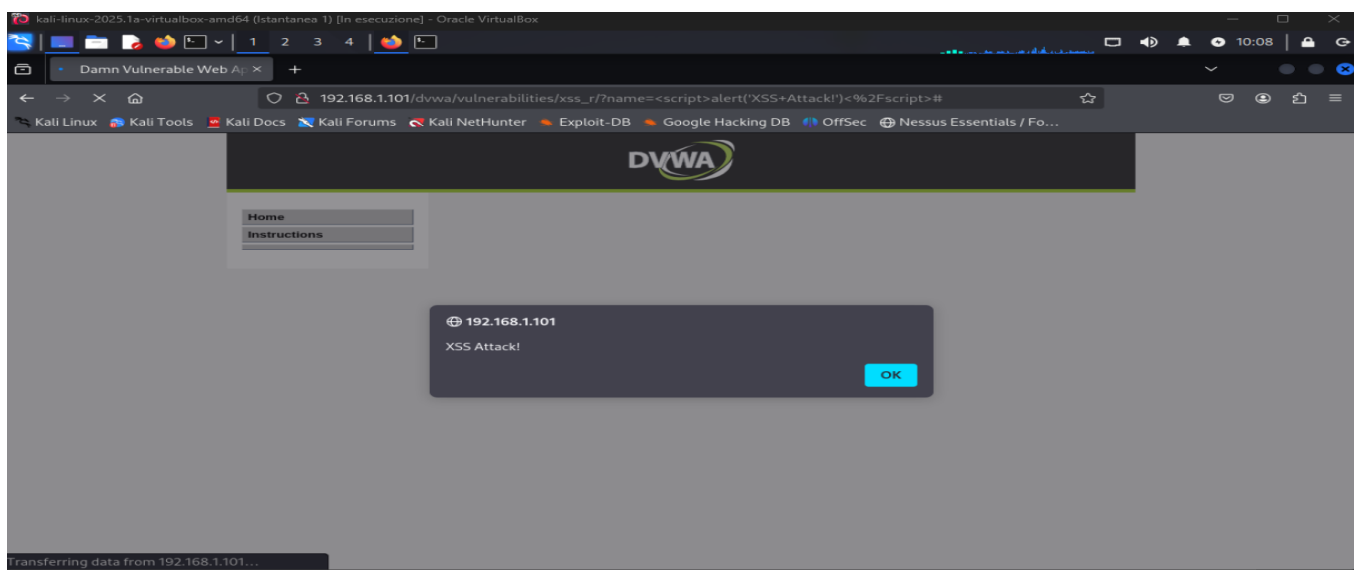 kali-linux-2025.1a-virtualbox-amd64 (Istantanea 1) [In esecuzione] - Oracle VirtualBox
1 2 3 4 10:08
Damn Vulnerable Web Ap
192.168.1.101/dvwa/vulnerabilities/xss_r/?name=<script>alert('XSS+Attack!')<%2Fscript>#
Kali Linux Kali Tools Kali Docs Kali Forums Kali NetHunter Exploit-DB Google Hacking DB OffSec Nessus Essentials / Fo...
DVWA
Home
Instructions
192.168.1.101
XSS Attack!
OK
Transferring data from 192.168.1.101...